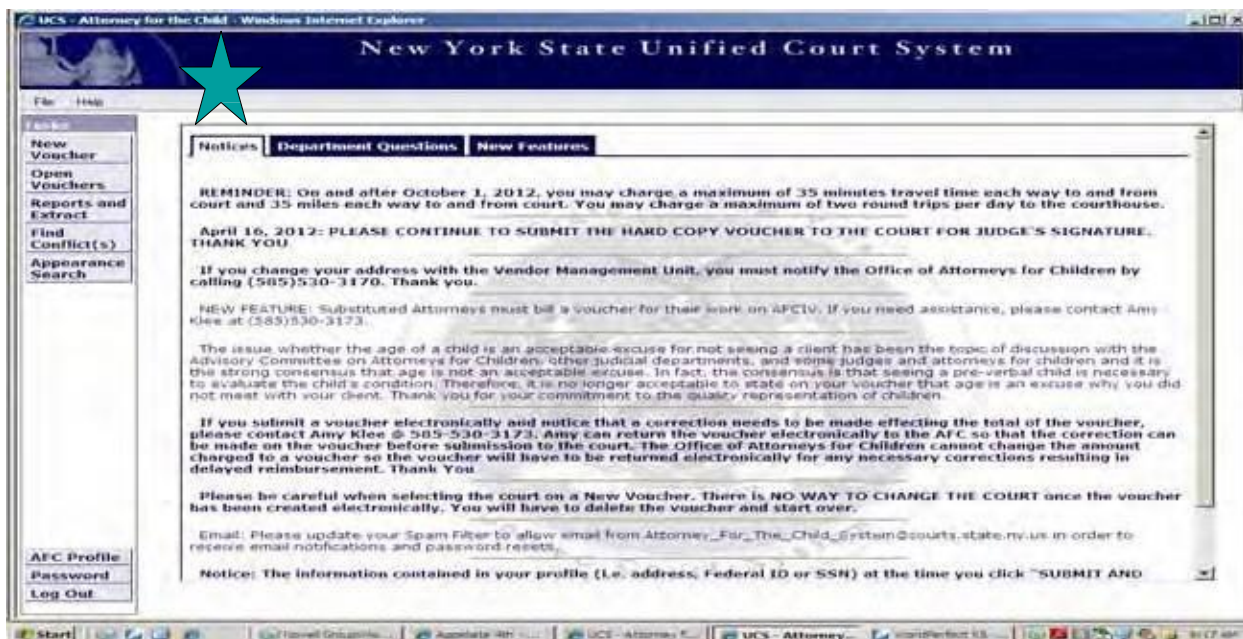 UCS - Attorney for the Child - Windows Internet Explorer
New York State Unified Court System
File Help
Tasks
New
Voucher
Open
Vouchers
Reports and
Extract
Find
Conflict(s)
Appearance
Search
AFC Profile
Password
Log Out
Notices Department Questions New Features
REMINDER: On and after October 1, 2012, you may charge a maximum of 35 minutes travel time each way to and from
court and 35 miles each way to and from court. You may charge a maximum of two round trips per day to the courthouse.
April 16, 2012: PLEASE CONTINUE TO SUBMIT THE HARD COPY VOUCHER TO THE COURT FOR JUDGE'S SIGNATURE.
THANK YOU
If you change your address with the Vendor Management Unit, you must notify the Office of Attorneys for Children by
calling (585)530-3170. Thank you.
NEW FEATURE: Substituted Attorneys must bill a voucher for their work on AFCIV. If you need assistance, please contact Amy
Klee at (585)530-3173.
The issue whether the age of a child is an acceptable excuse for not seeing a client has been the topic of discussion with the
Advisory Committee on Attorneys for Children, other judicial departments, and some judges and attorneys for children and it is
the strong consensus that age is not an acceptable excuse. In fact, the consensus is that seeing a pre-verbal child is necessary
to evaluate the child's condition. Therefore, it is no longer acceptable to state on your voucher that age is an excuse why you did
not meet with your client. Thank you for your commitment to the quality representation of children.
If you submit a voucher electronically and notice that a correction needs to be made effecting the total of the voucher,
please contact Amy Klee @ 585-530-3173. Amy can return the voucher electronically to the AFC so that the correction can
be made on the voucher before submission to the court. The Office of Attorneys for Children cannot change the amount
charged to a voucher so the voucher will have to be returned electronically for any necessary corrections resulting in
delayed reimbursement. Thank You
Please be careful when selecting the court on a New Voucher. There is NO WAY TO CHANGE THE COURT once the voucher
has been created electronically. You will have to delete the voucher and start over.
Email: Please update your Spam Filter to allow email from Attorney_For_The_Child_System@courts.state.ny.us in order to
receive email notifications and password resets.
Notice: The information contained in your profile (i.e. address, Federal ID or SSN) at the time you click "SUBMIT AND
Start Appellate 4th UCS - Attorney F... UCS - Attorney...